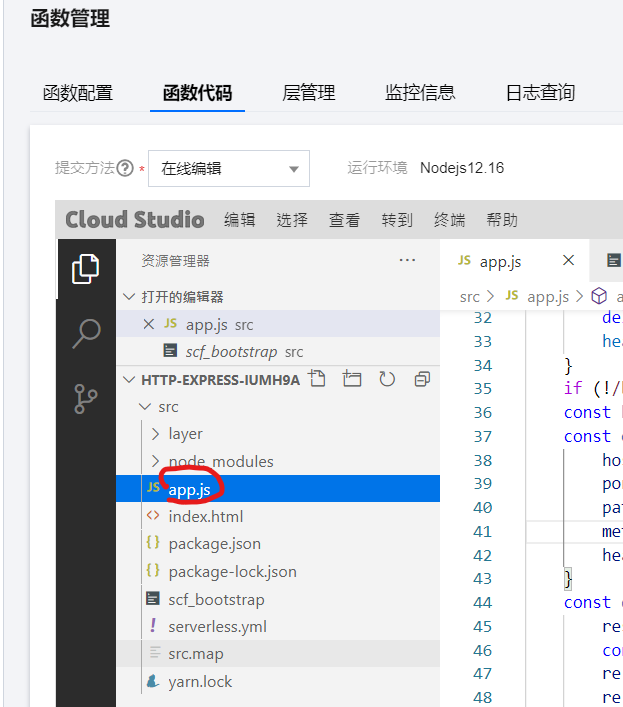 函数管理
函数配置 函数代码 层管理 监控信息 日志查询
提交方法 ? * 在线编辑 运行环境 Nodejs12.16
Cloud Studio 编辑 选择 查看 转到 终端 帮助
资源管理器 ··· JS app.js
打开的编辑器 src > JS app.js >
JS app.js src
scf_bootstrap src
HTTP-EXPRESS-IUMH9A
src
layer
node_modules
JS app.js
<> index.html
{} package.json
{} package-lock.json
scf_bootstrap
! serverless.yml
src.map
yarn.lock
32 de
33 hea
34 }
35 if (!/
36 const
37 const
38 ho
39 po
40 pa
41 me
42 hea
43 }
44 const
45 re
46 co
47 re
48 re